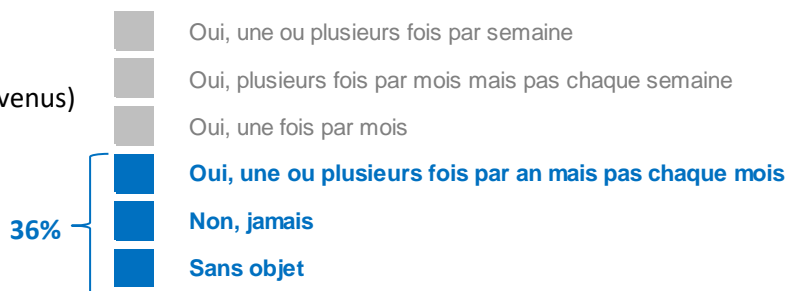 Oui, une ou plusieurs fois par semaine
Oui, plusieurs fois par mois mais pas chaque semaine
venus)
Oui, une fois par mois
Oui, une ou plusieurs fois par an mais pas chaque mois
36%
Non, jamais
Sans objet